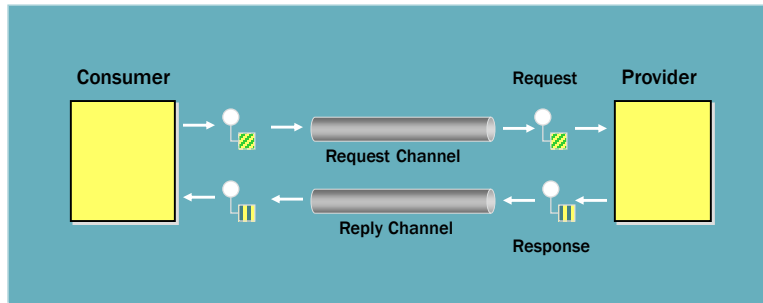 Consumer
Request
Provider
Request Channel
Reply Channel
Response